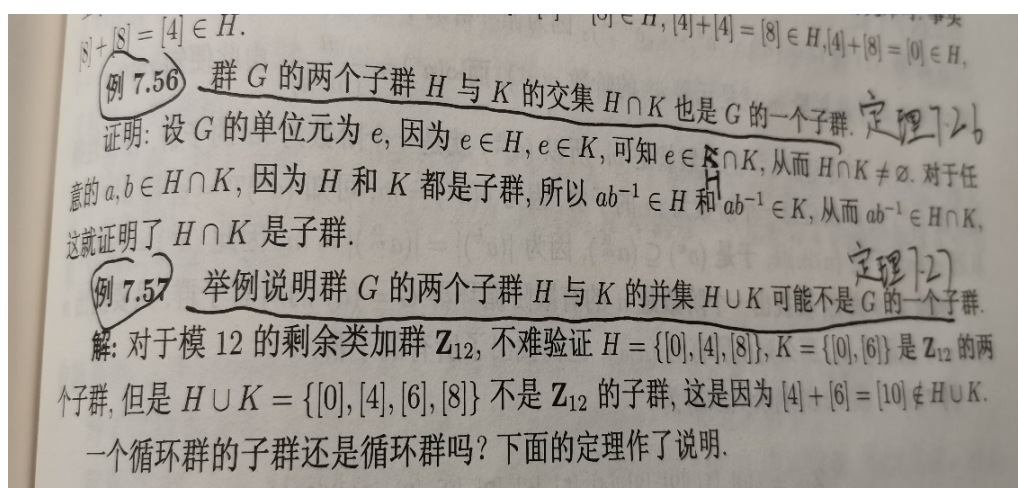 [0] ∈ H, [4]+[4] = [8] ∈ H, [4]+[8] = [0] ∈ H,
[8] + [8] = [4] ∈ H.
例 7.56 群 G 的两个子群 H 与 K 的交集 H∩K 也是 G 的一个子群. 定理7.26
证明: 设 G 的单位元为 e, 因为 e∈H, e∈K, 可知 e∈K∩K, 从而 H∩K ≠ ∅. 对于任
H
意的 a,b∈H∩K, 因为 H 和 K 都是子群, 所以 ab⁻¹ ∈ H 和 ab⁻¹ ∈ K, 从而 ab⁻¹ ∈ H∩K,
这就证明了 H∩K 是子群.
定理7.27
例 7.57 举例说明群 G 的两个子群 H 与 K 的并集 H∪K 可能不是 G 的一个子群.
解: 对于模 12 的剩余类加群 Z₁₂, 不难验证 H = {[0],[4],[8]}, K = {[0],[6]} 是 Z₁₂ 的两
个子群, 但是 H∪K = {[0],[4],[6],[8]} 不是 Z₁₂ 的子群, 这是因为 [4]+[6] = [10] ∉ H∪K.
一个循环群的子群还是循环群吗? 下面的定理作了说明.